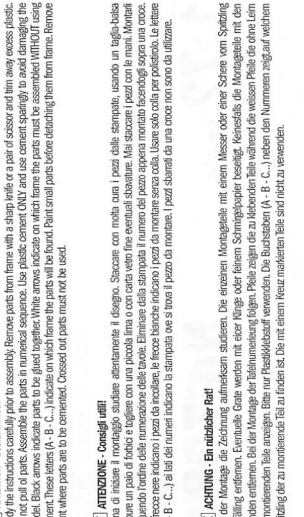 dy the instructions carefully prior to assembly. Remove parts from frame with a sharp knife or a pair of scissor and trim away excess plastic.
not pull of parts. Assemble the parts in numerical sequence. Use plastic cement ONLY and use cement sparingly to avoid damaging the
del. Black arrows indicate parts to be glued together. White arrows indicate on which frame the parts must be assembled WITHOUT using
ment. These letters (A - B - C...) indicate on which frame the parts will be found. Paint small parts before detaching them from frame. Remove
nt where parts are to be cemented. Crossed out parts must not be used.
ATTENZIONE - Consigli utili!
ma di iniziare il montaggio studiare attentamente il disegno. Staccare con molta cura i pezzi dalle stampate, usando un taglia-balsa
ure un paio di forbici e togliere con una piccola lima o con carta vetro fine eventuali sbavature. Mai staccare i pezzi con le mani. Montarli
uendo l'ordine delle numerazione delle tavole. Eliminare dalla stampata il numero del pezzo appena montato facendogli sopra una croce.
frecce nere indicano i pezzi da incollare, le frecce bianche indicano i pezzi da montare senza colla. Usare solo colla per polistirolo. Le lettere
- B - C...) ai lati dei numeri indicano la stampata ove si trova il pezzo da montare. I pezzi sbarrati da una croce non sono da utilizzare.
ACHTUNG - Ein nützlicher Rat!
der Montage die Zeichnung aufmerksam studieren. Die einzelnen Montageteile mit einem Messer oder einer Schere vom Spritzling
fältig entfernen. Eventuelle Grate werden mit einer Klinge oder feinem Schmirgelpapier beseitigt. Keinesfalls die Montageteile mit den
den entfernen. Bei der Montage der Teilnumerierung folgen. Pfeile zeigen die zu klebenden Teile während die weissen Pfeile die ohne Leim
montierenden Teile anzeigen. Bitte nur Plastikklebstoff verwenden. Die Buchstaben (A - B - C...) neben den Nummeren zeigt,auf welchem
itzling der zu montierende Teil zu finden ist. Die mit einem Kreuz markierten Teile sind nicht zu verwenden.